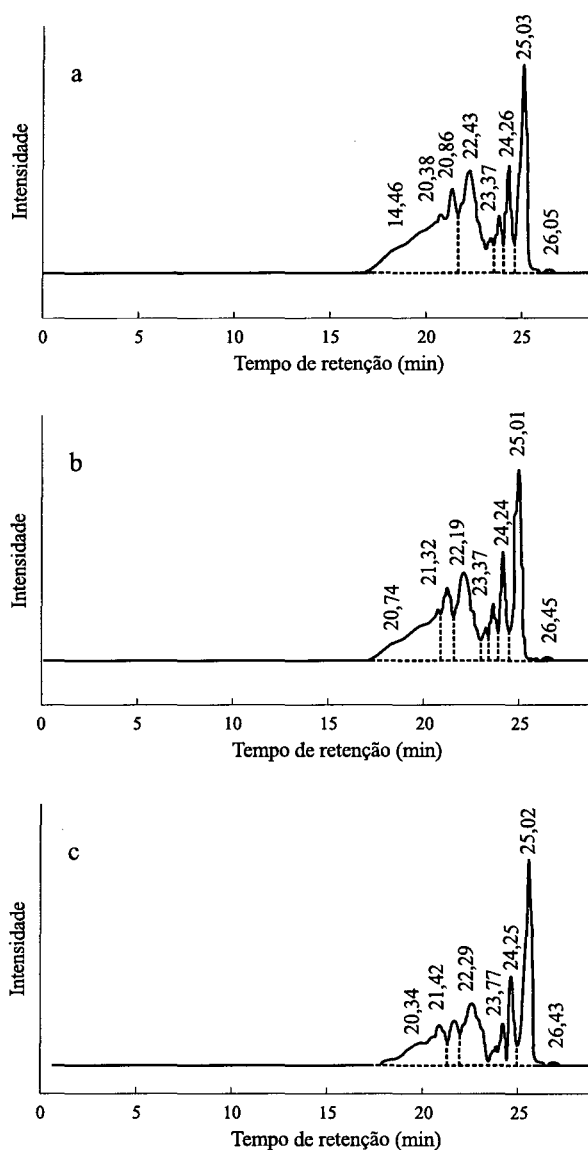 a
Intensidade
14,46
20,38
20,86
22,43
23,37
24,26
25,03
26,05
0 5 10 15 20 25
Tempo de retenção (min)
b
Intensidade
20,74
21,32
22,19
23,37
24,24
25,01
26,45
0 5 10 15 20 25
Tempo de retenção (min)
c
Intensidade
20,34
21,42
22,29
23,77
24,25
25,02
26,43
0 5 10 15 20 25
Tempo de retenção (min)